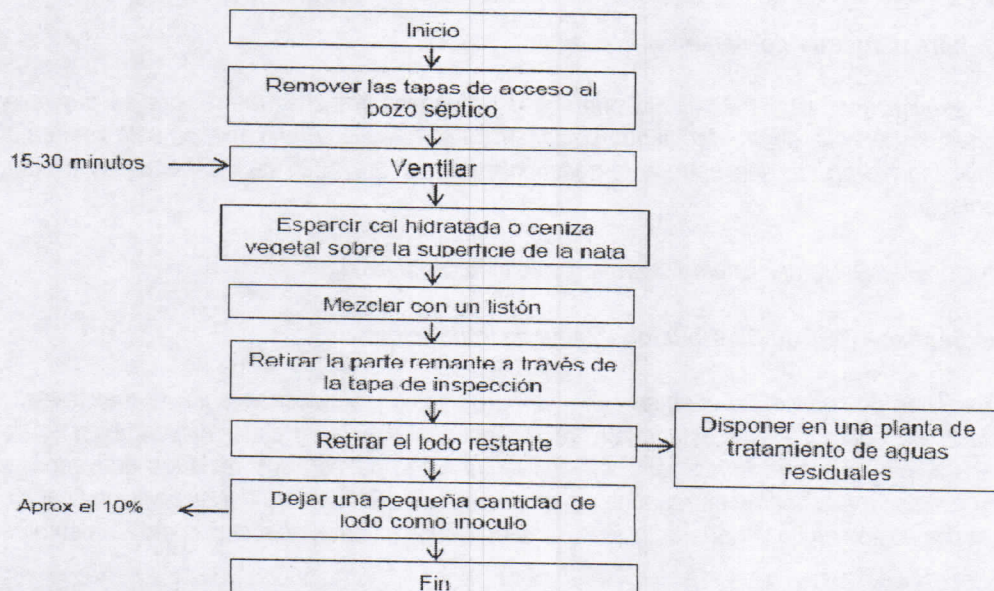 Inicio
Remover las tapas de acceso al
pozo séptico
15-30 minutos
Ventilar
Esparcir cal hidratada o ceniza
vegetal sobre la superficie de la nata
Mezclar con un listón
Retirar la parte remante a través de
la tapa de inspección
Retirar el lodo restante
Disponer en una planta de
tratamiento de aguas
residuales
Dejar una pequeña cantidad de
lodo como inoculo
Aprox el 10%
Fin